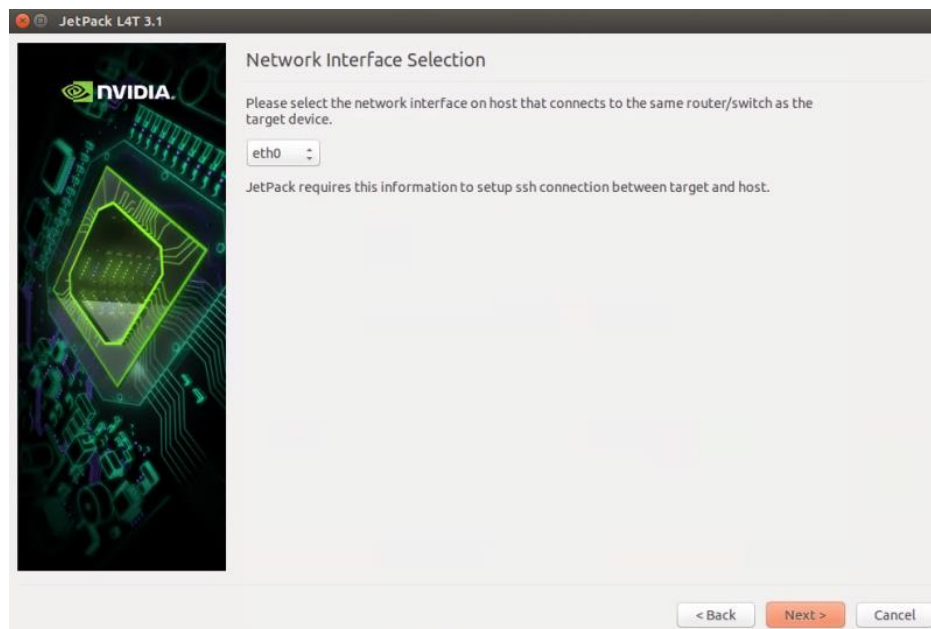 JetPack L4T 3.1
NVIDIA.
Network Interface Selection
Please select the network interface on host that connects to the same router/switch as the
target device.
eth0
JetPack requires this information to setup ssh connection between target and host.
< Back Next > Cancel